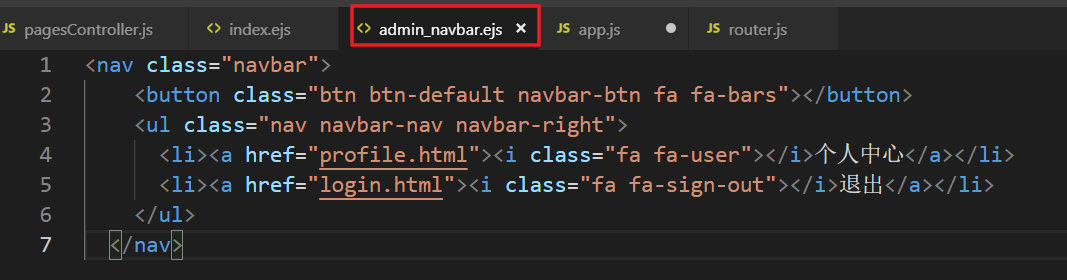 JS pagesController.js <> index.ejs <> admin_navbar.ejs × JS app.js ● JS router.js
1 <nav class="navbar">
2 <button class="btn btn-default navbar-btn fa fa-bars"></button>
3 <ul class="nav navbar-nav navbar-right">
4 <li><a href="profile.html"><i class="fa fa-user"></i>个人中心</a></li>
5 <li><a href="login.html"><i class="fa fa-sign-out"></i>退出</a></li>
6 </ul>
7 </nav>